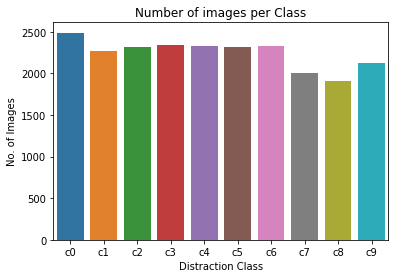 Number of images per Class
No. of Images
2500
2000
1500
1000
500
0
c0 c1 c2 c3 c4 c5 c6 c7 c8 c9
Distraction Class